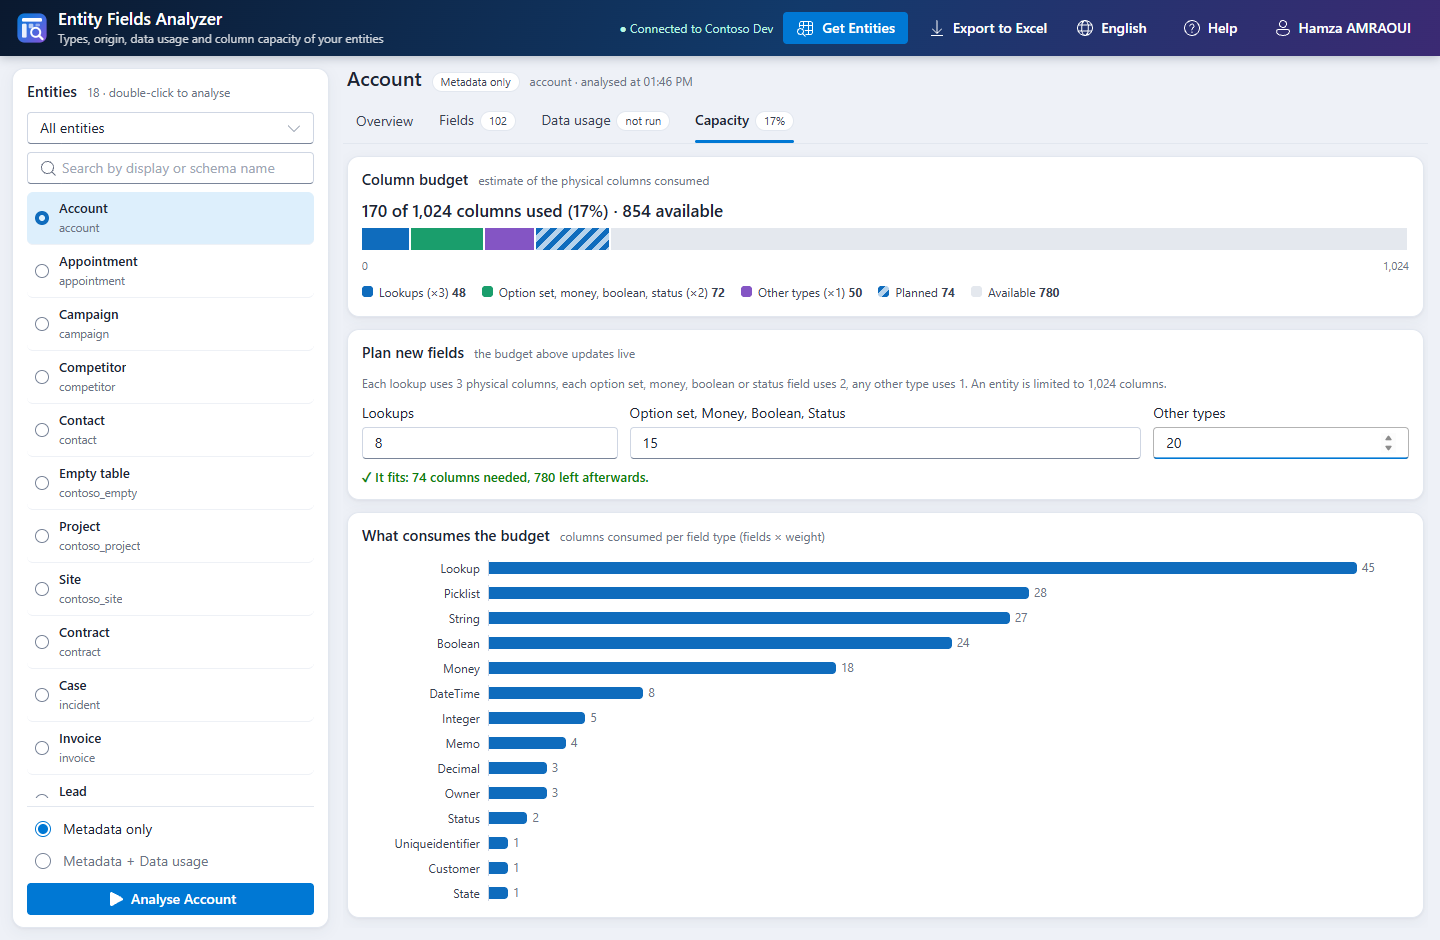 Entity Fields Analyzer
Types, origin, data usage and column capacity of your entities
Connected to Contoso Dev
Get Entities
Export to Excel
English
Help
Hamza AMRAOUI
Entities 18 · double-click to analyse
All entities
Search by display or schema name
Account
account
Appointment
appointment
Campaign
campaign
Competitor
competitor
Contact
contact
Empty table
contoso_empty
Project
contoso_project
Site
contoso_site
Contract
contract
Case
incident
Invoice
invoice
Lead
Metadata only
Metadata + Data usage
Analyse Account
Account Metadata only account · analysed at 01:46 PM
Overview Fields 102 Data usage not run Capacity 17%
Column budget estimate of the physical columns consumed
170 of 1,024 columns used (17%) · 854 available
0 1,024
Lookups (×3) 48 Option set, money, boolean, status (×2) 72 Other types (×1) 50 Planned 74 Available 780
Plan new fields the budget above updates live
Each lookup uses 3 physical columns, each option set, money, boolean or status field uses 2, any other type uses 1. An entity is limited to 1,024 columns.
Lookups Option set, Money, Boolean, Status Other types
8 15 20
✓ It fits: 74 columns needed, 780 left afterwards.
What consumes the budget columns consumed per field type (fields × weight)
Lookup 45
Picklist 28
String 27
Boolean 24
Money 18
DateTime 8
Integer 5
Memo 4
Decimal 3
Owner 3
Status 2
Uniqueidentifier 1
Customer 1
State 1